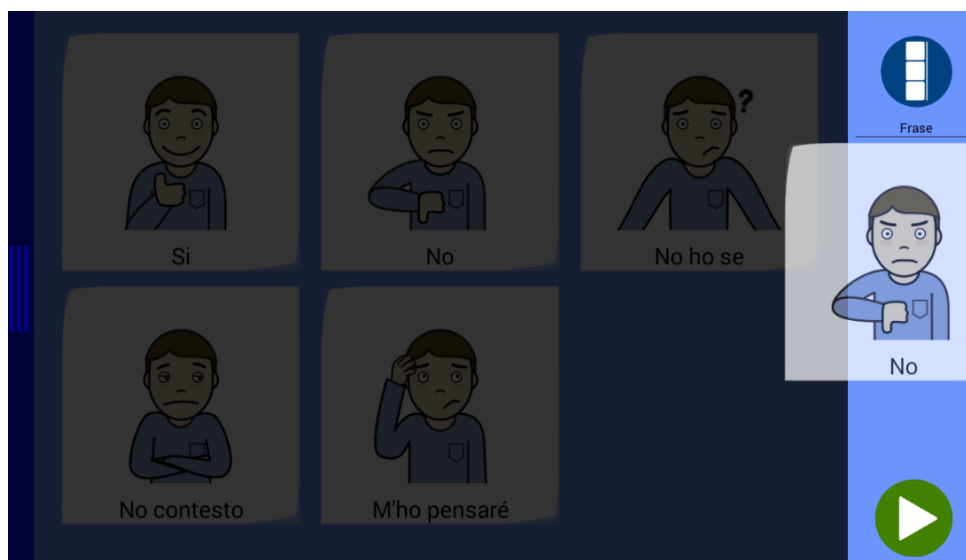 Si
No
No ho se
?
No contesto
M'ho pensaré
Frase
No